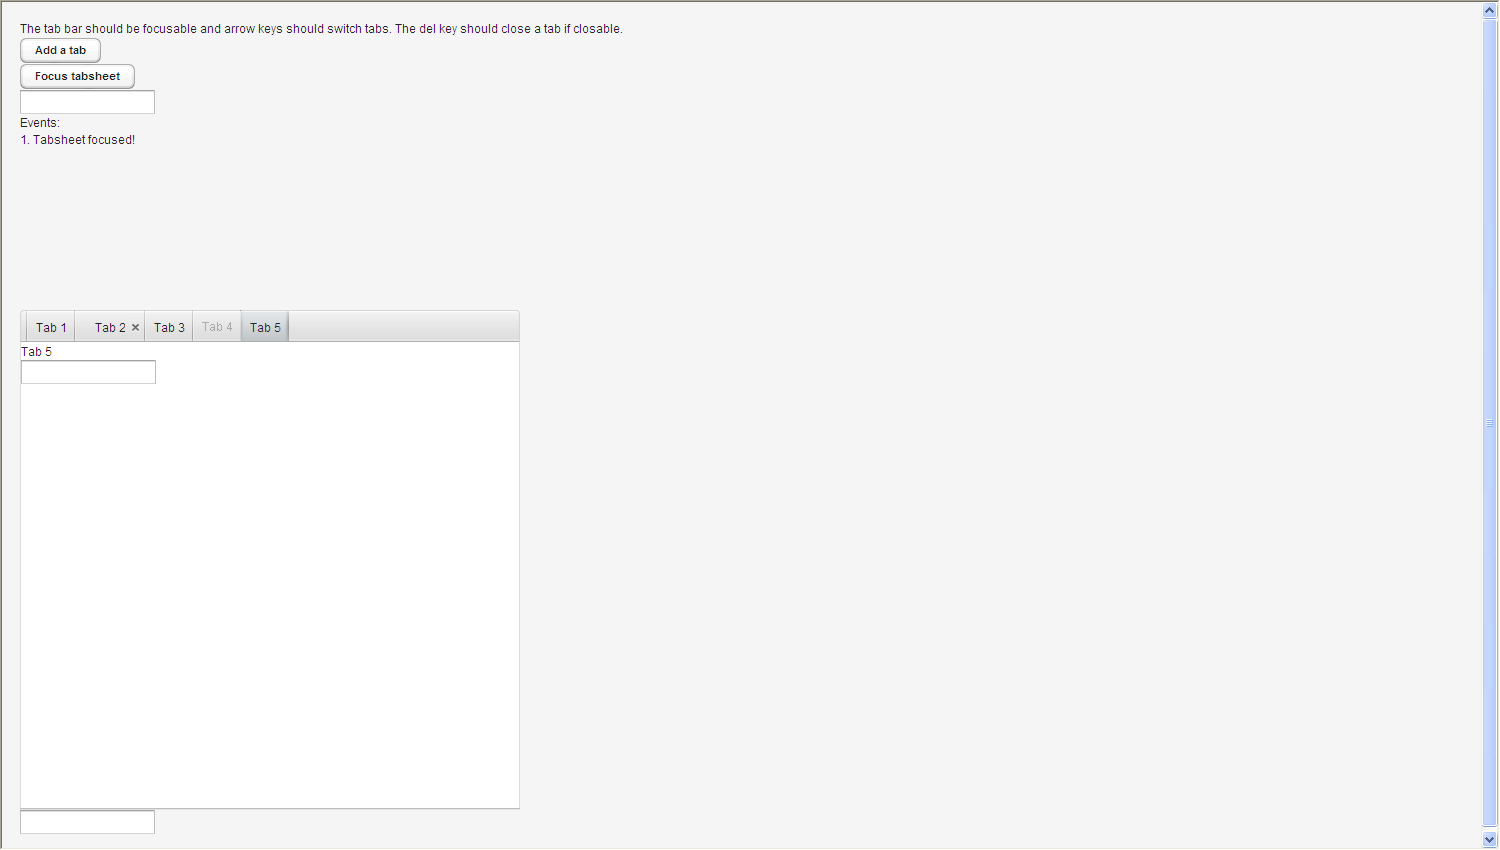 The tab bar should be focusable and arrow keys should switch tabs. The del key should close a tab if closable.
Add a tab
Focus tabsheet
Events:
1. Tabsheet focused!
Tab 1 Tab 2 × Tab 3 Tab 4 Tab 5
Tab 5